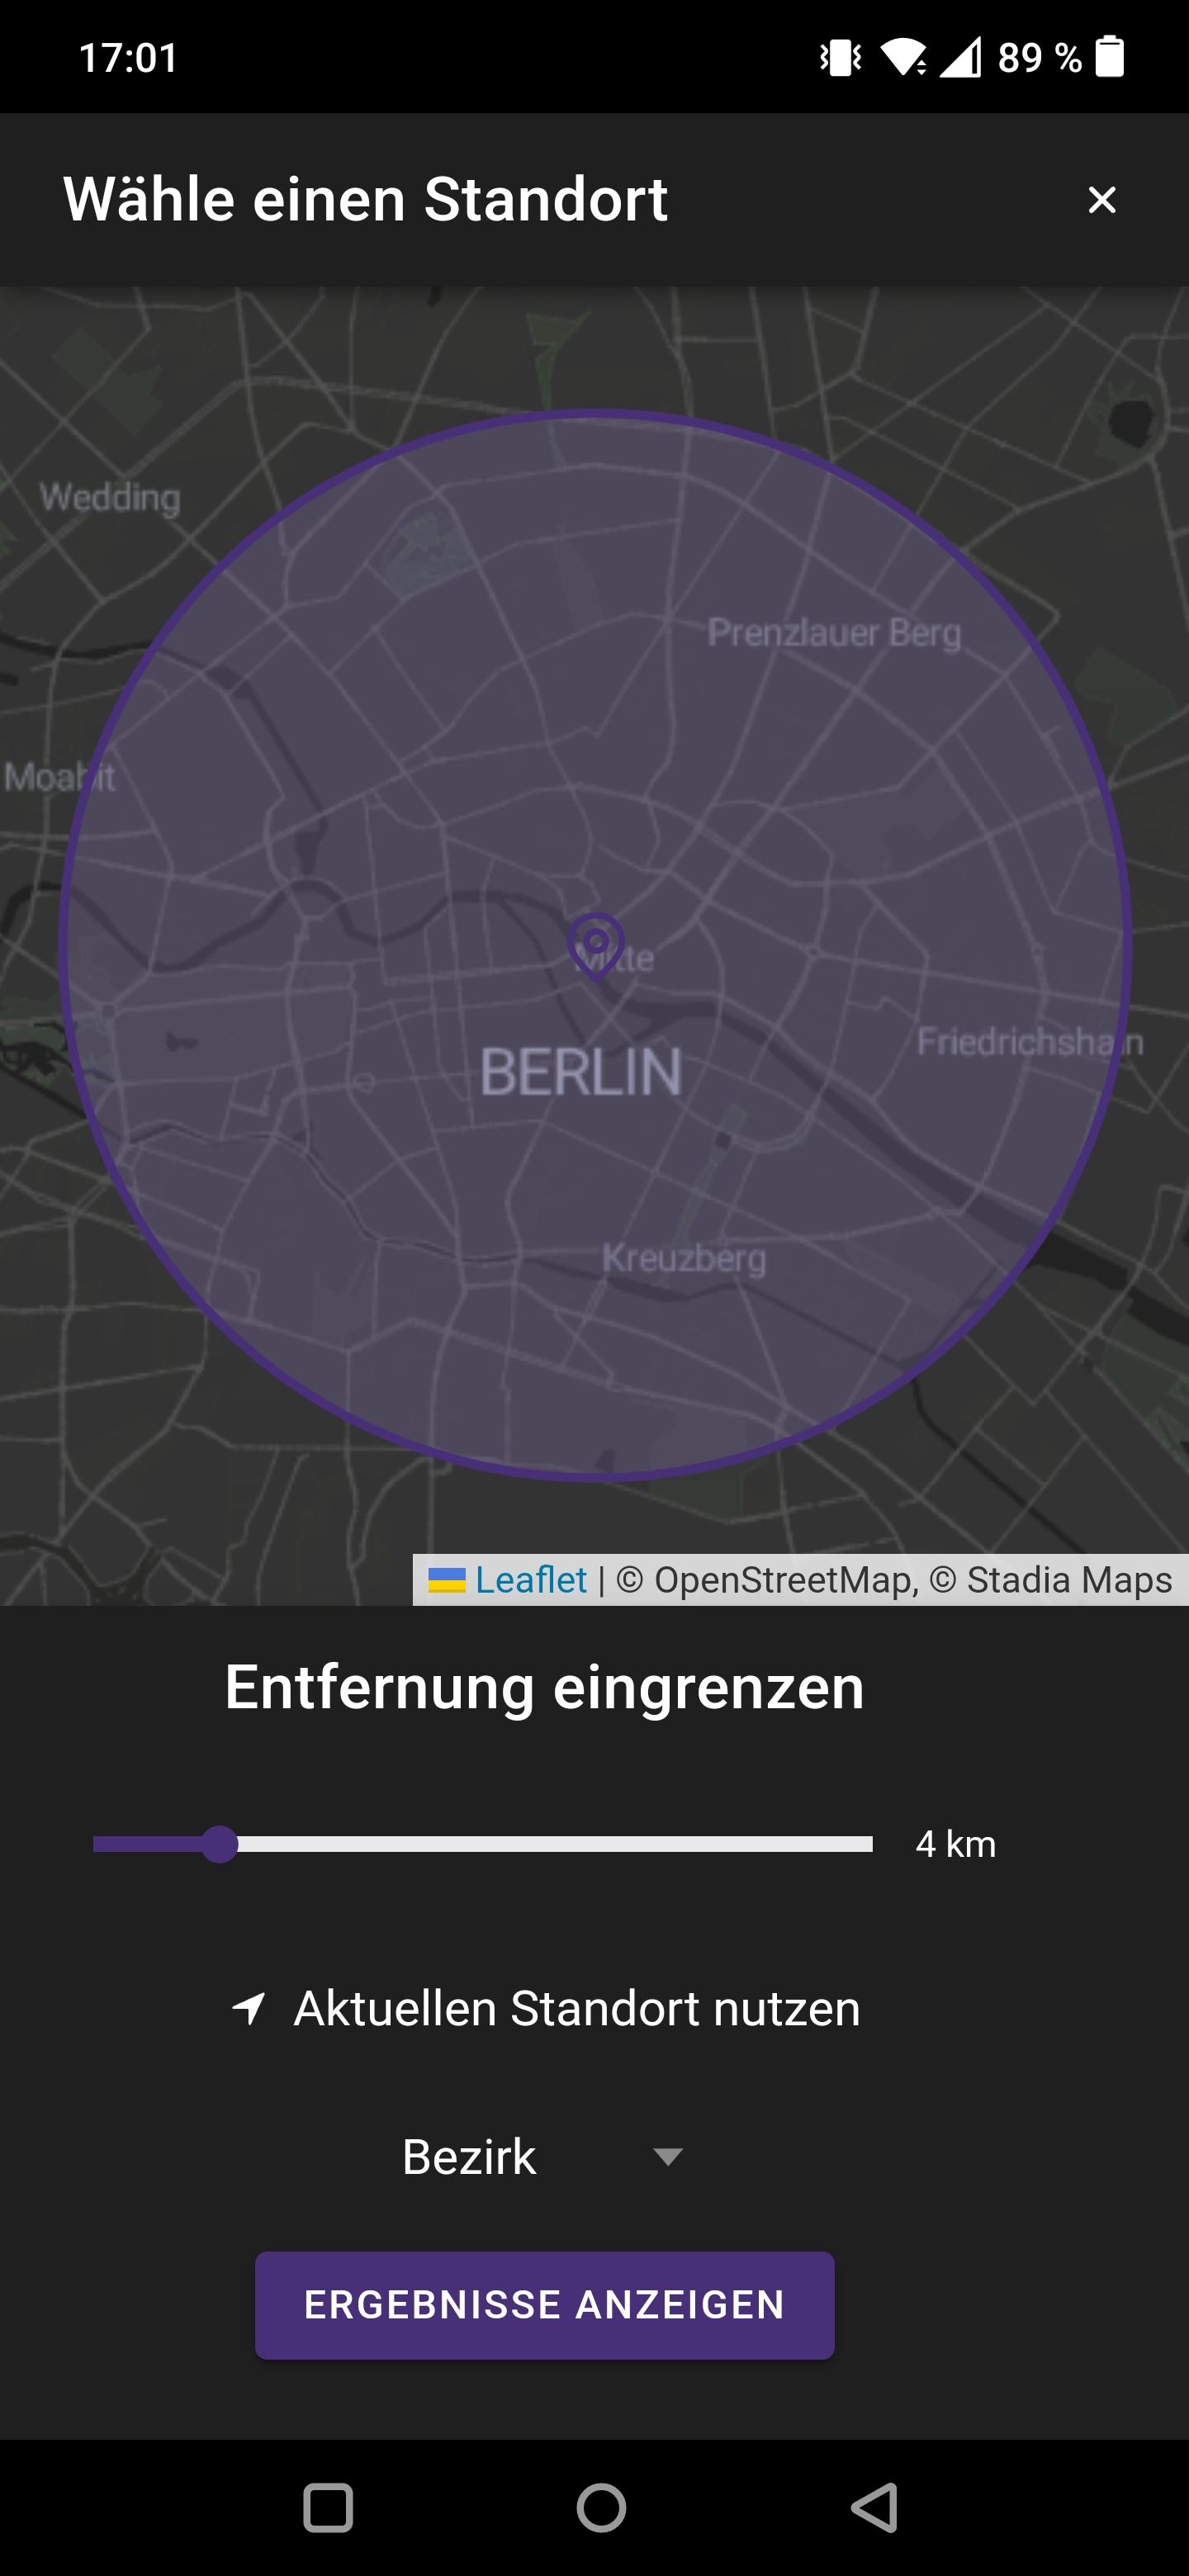 17:01
89 %
Wähle einen Standort
Wedding
Prenzlauer Berg
Moabit
Mitte
Friedrichshain
BERLIN
Kreuzberg
Leaflet | © OpenStreetMap, © Stadia Maps
Entfernung eingrenzen
4 km
Aktuellen Standort nutzen
Bezirk
ERGEBNISSE ANZEIGEN